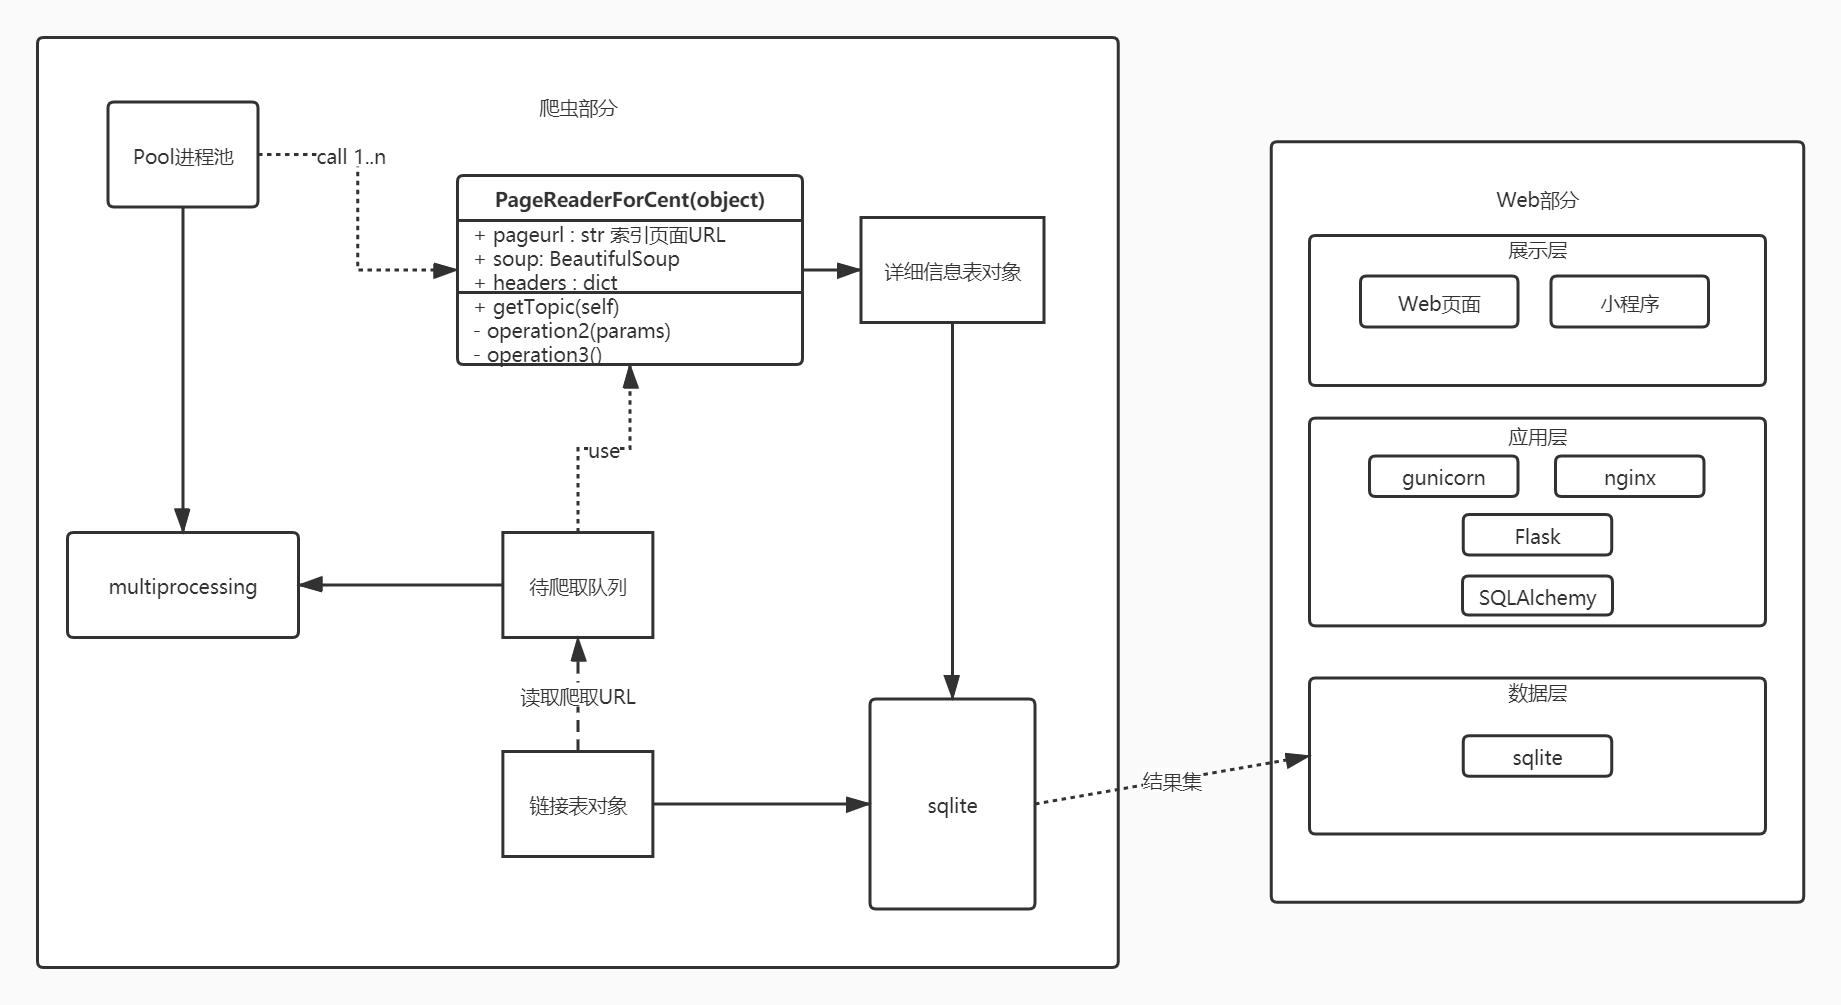 爬虫部分
Pool进程池
call 1..n
PageReaderForCent(object)
+ pageurl : str 索引页面URL
+ soup: BeautifulSoup
+ headers : dict
+ getTopic(self)
- operation2(params)
- operation3()
详细信息表对象
use
multiprocessing
待爬取队列
读取爬取URL
链接表对象
sqlite
结果集
Web部分
展示层
Web页面
小程序
应用层
gunicorn
nginx
Flask
SQLAlchemy
数据层
sqlite